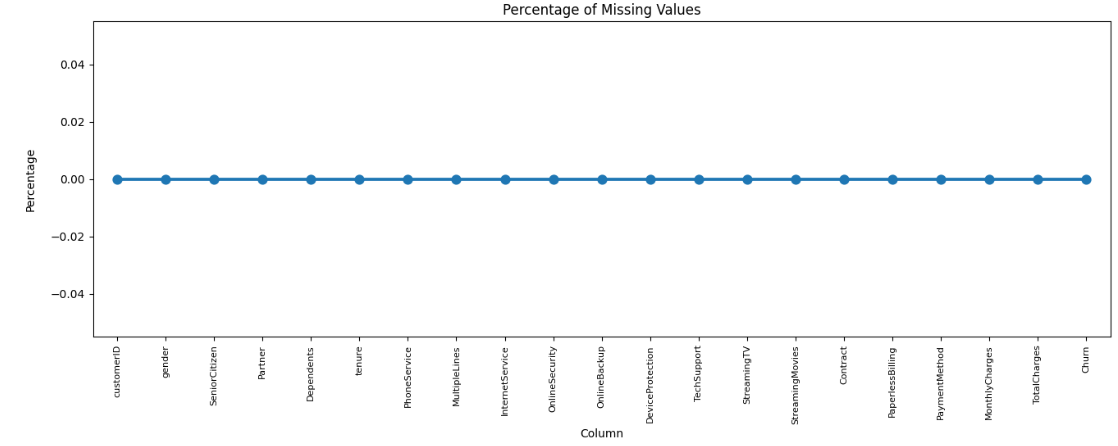 Percentage of Missing Values
Percentage
0.04
0.02
0.00
−0.02
−0.04
customerID
gender
SeniorCitizen
Partner
Dependents
tenure
PhoneService
MultipleLines
InternetService
OnlineSecurity
OnlineBackup
DeviceProtection
TechSupport
StreamingTV
StreamingMovies
Contract
PaperlessBilling
PaymentMethod
MonthlyCharges
TotalCharges
Churn
Column